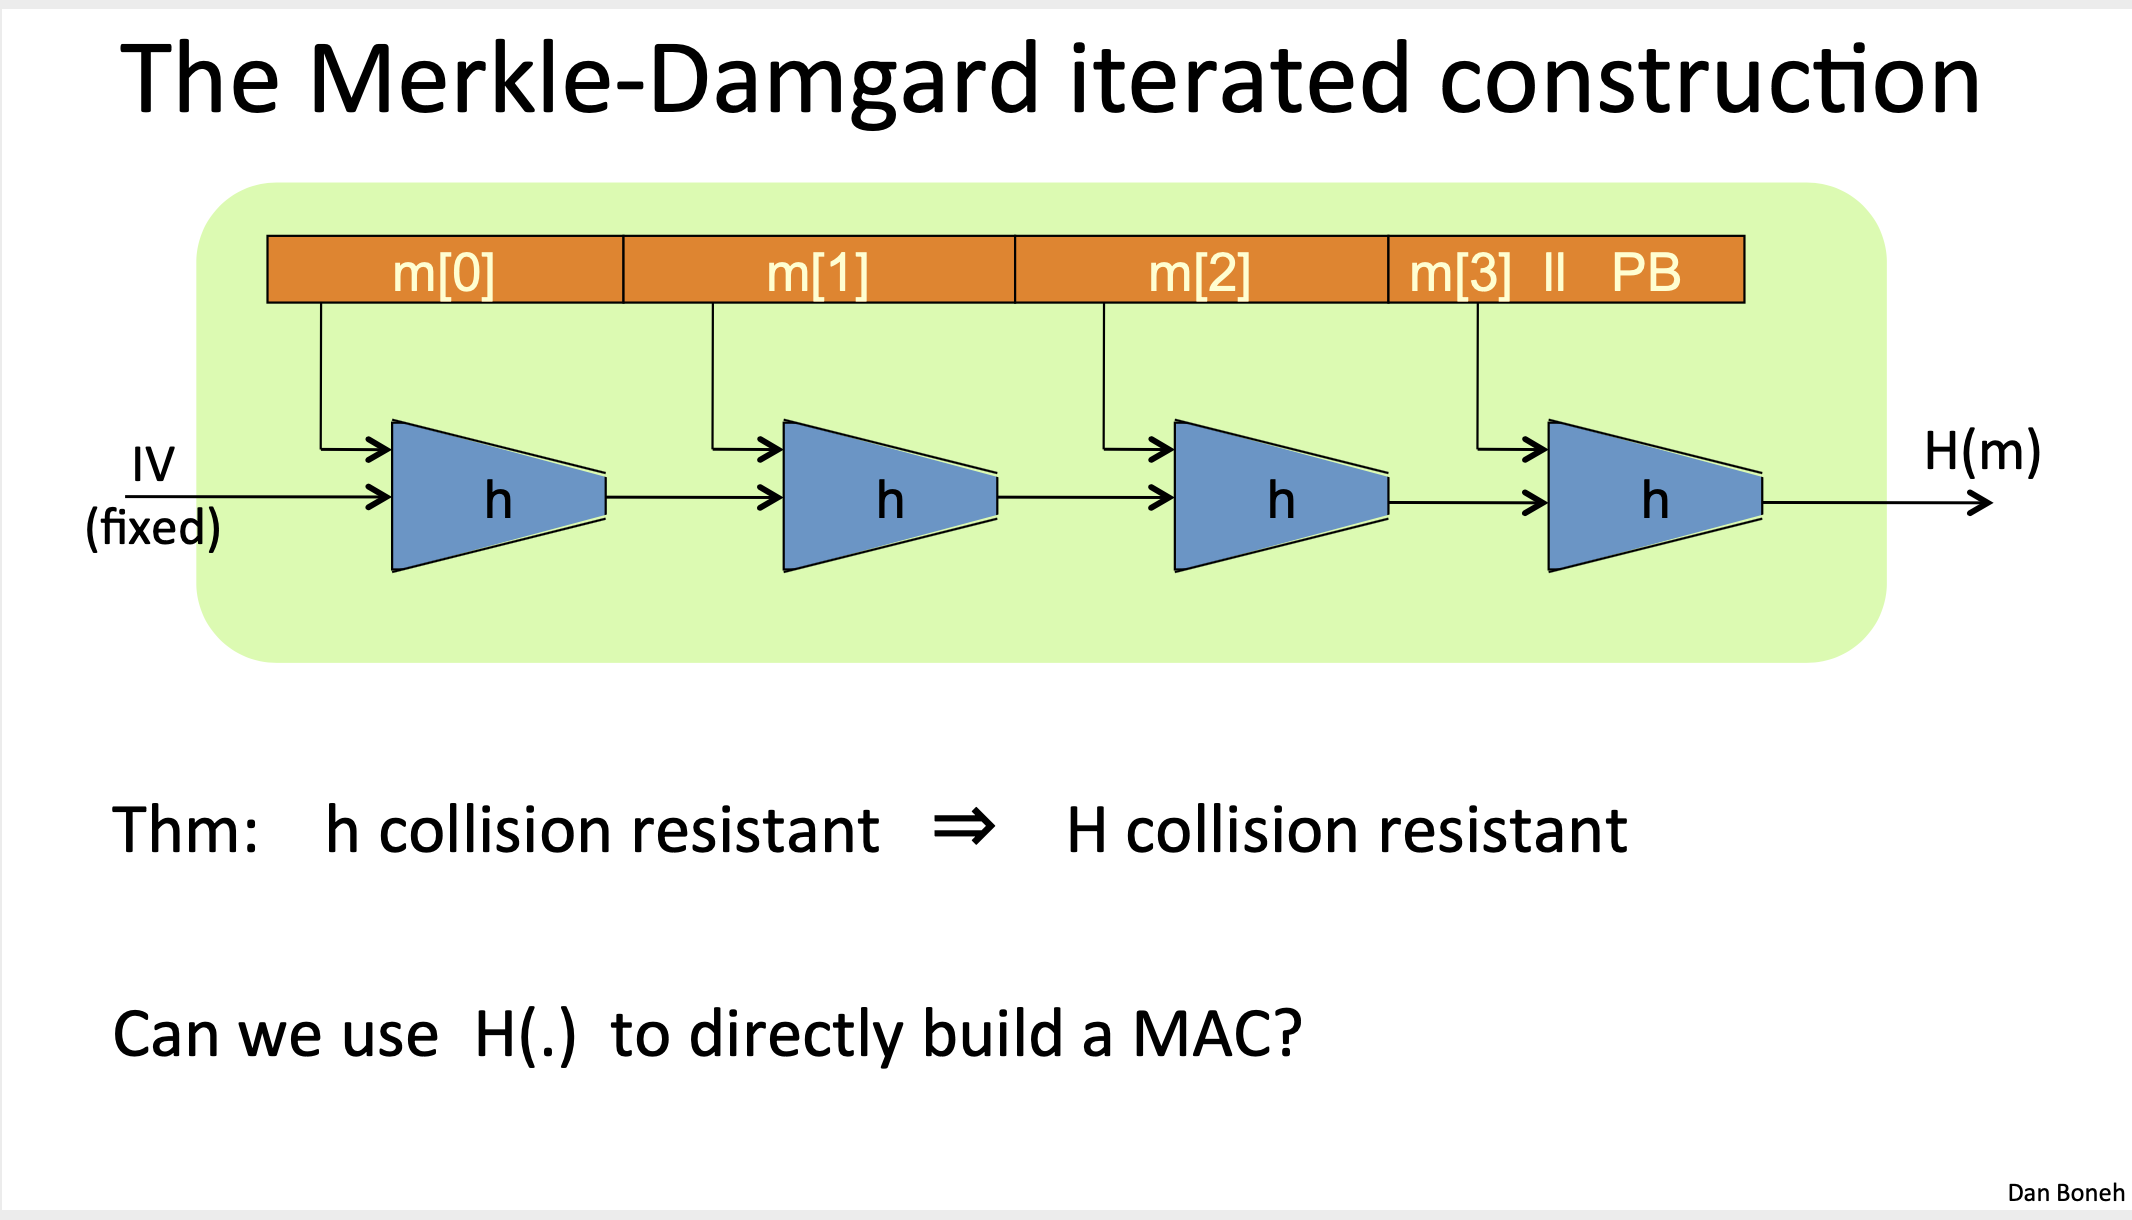 The Merkle-Damgard iterated construction
m[0] m[1] m[2] m[3] ll PB
IV
(fixed)
h h h h
H(m)
Thm: h collision resistant ⇒ H collision resistant
Can we use H(.) to directly build a MAC?
Dan Boneh